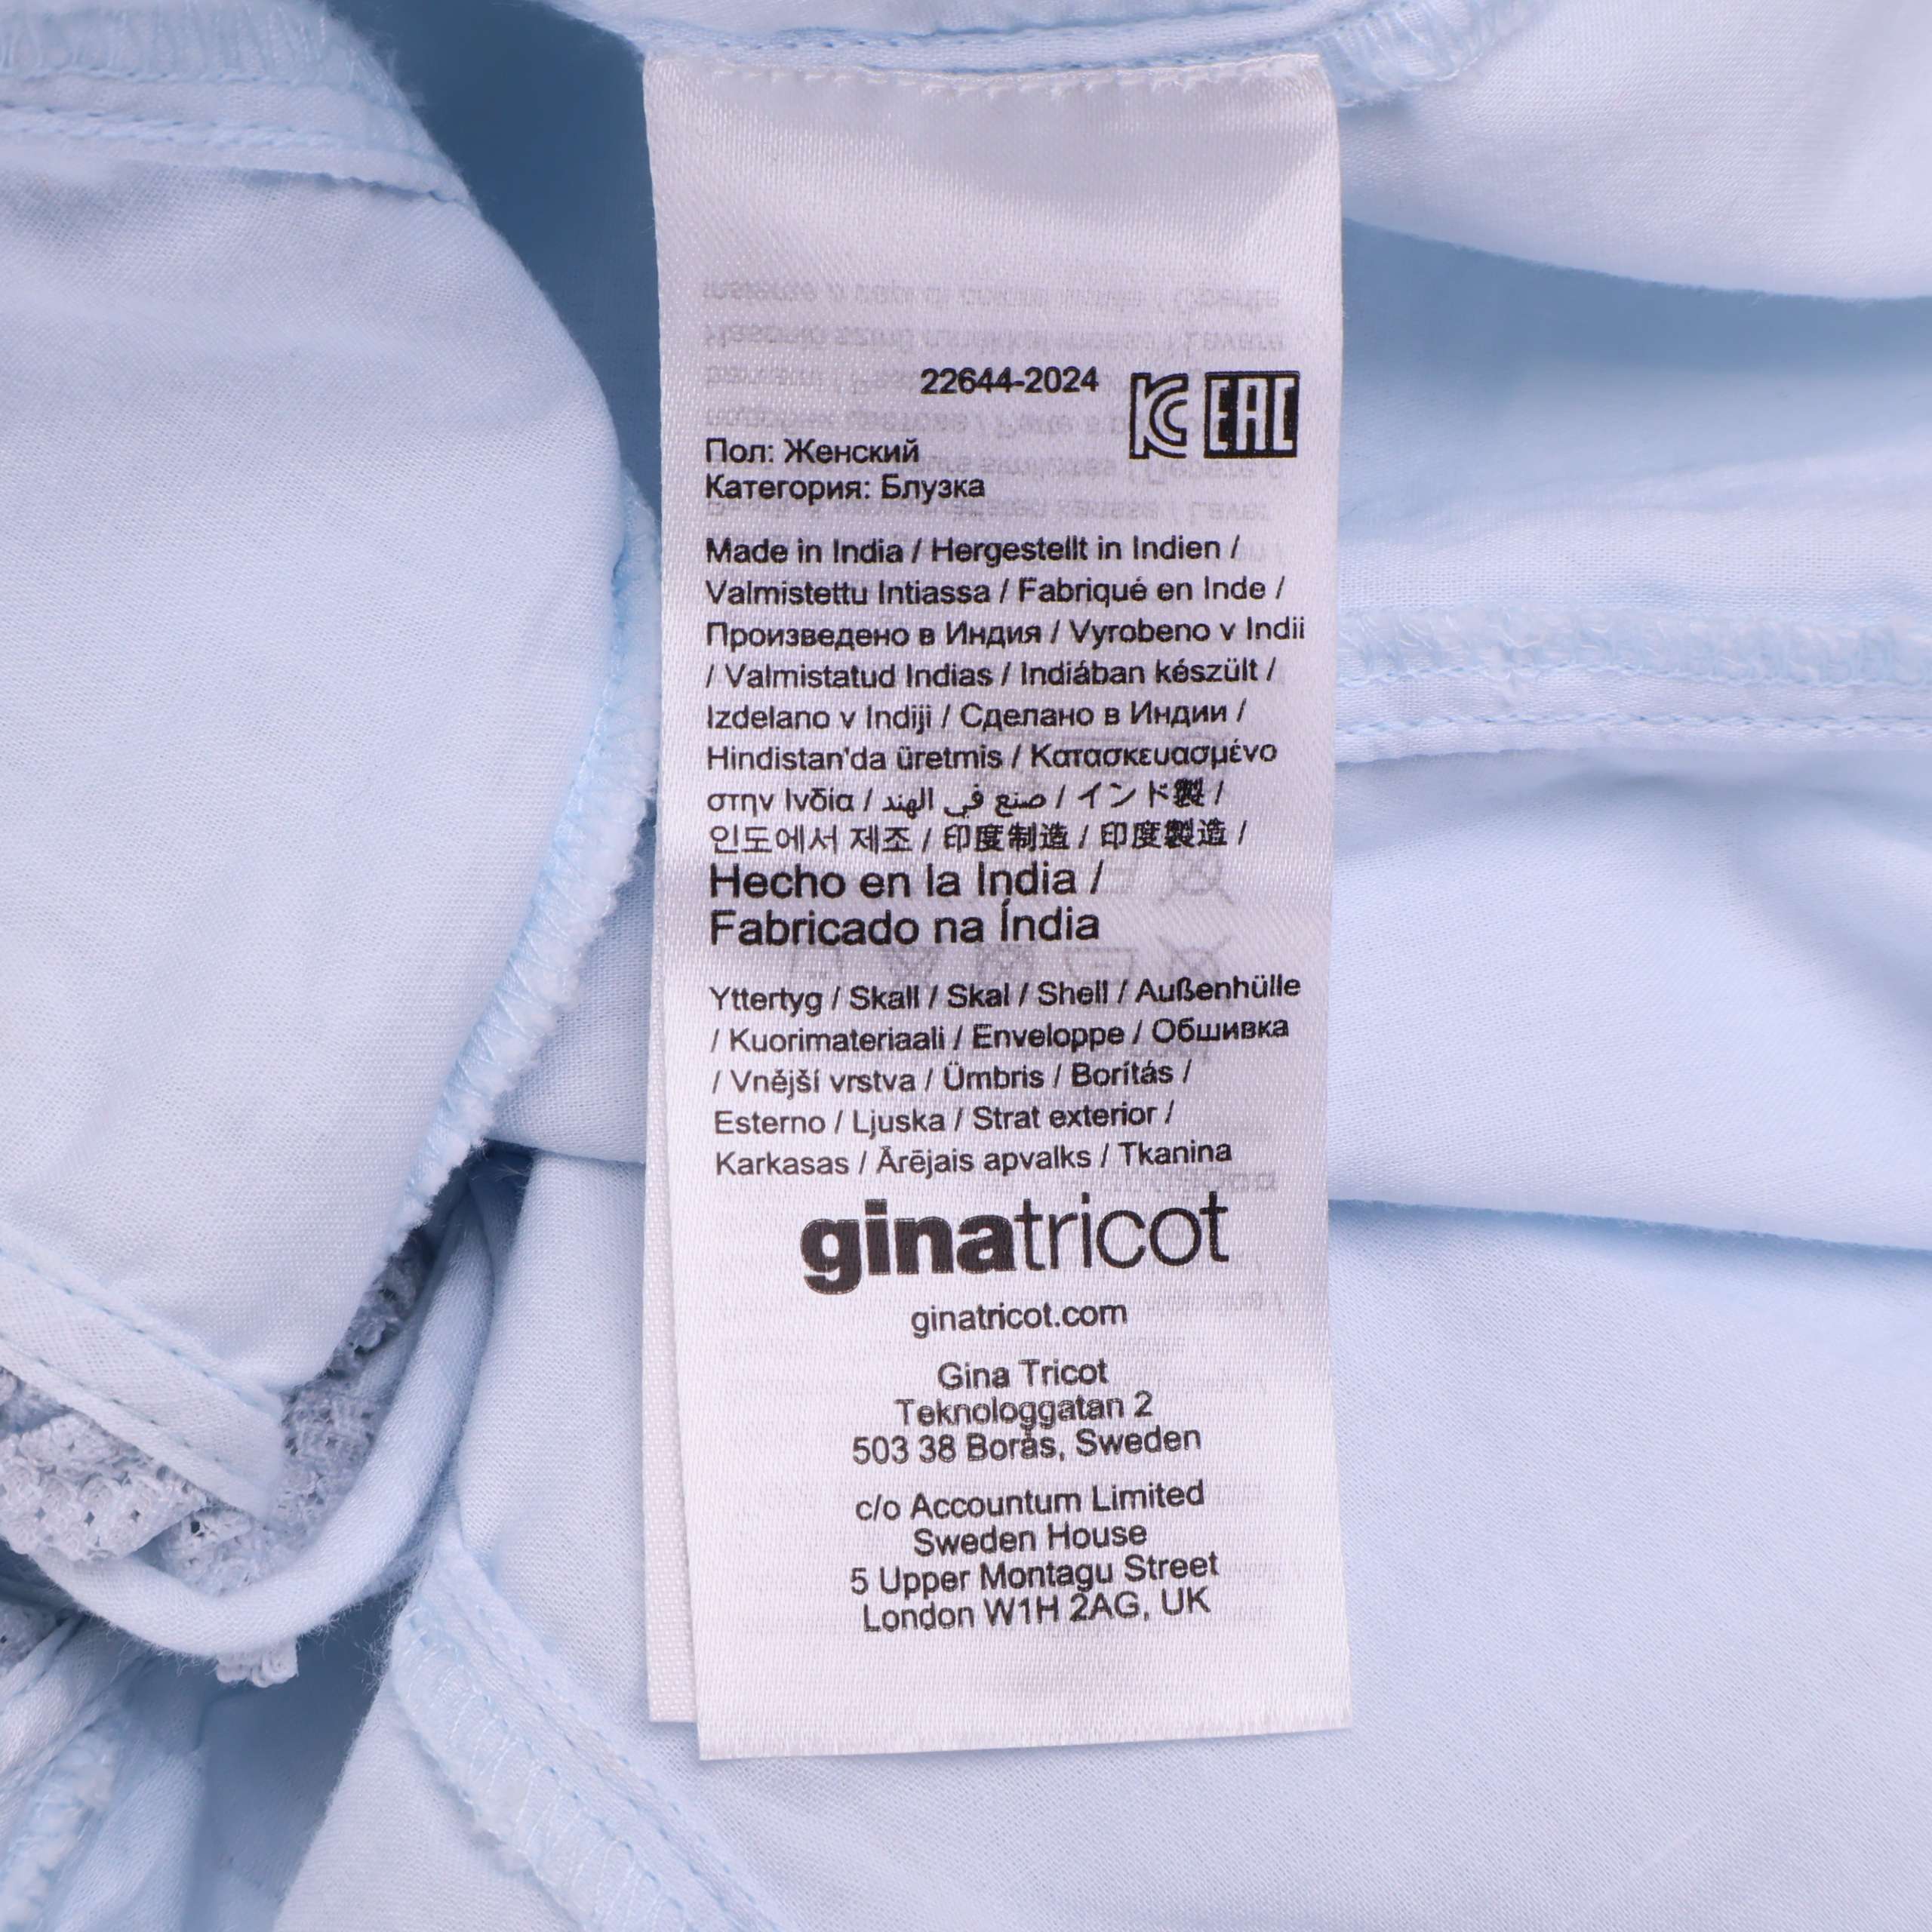 22644-2024
EAC
Пол: Женский
Категория: Блузка
Made in India / Hergestellt in Indien /
Valmistettu Intiassa / Fabriqué en Inde /
Произведено в Индия / Vyrobeno v Indii
/ Valmistatud Indias / Indiában készült /
Izdelano v Indiji / Сделано в Индии /
Hindistan'da üretmis / Κατασκευασμένο
στην Ινδία / صنع في الهند / インド製 /
인도에서 제조 / 印度制造 / 印度製造 /
Hecho en la India /
Fabricado na Índia
Yttertyg / Skall / Skal / Shell / Außenhülle
/ Kuorimateriaali / Enveloppe / Обшивка
/ Vnější vrstva / Ümbris / Borítás /
Esterno / Ljuska / Strat exterior /
Karkasas / Ārējais apvalks / Tkanina
ginatricot
ginatricot.com
Gina Tricot
Teknologgatan 2
503 38 Borås, Sweden
c/o Accountum Limited
Sweden House
5 Upper Montagu Street
London W1H 2AG, UK